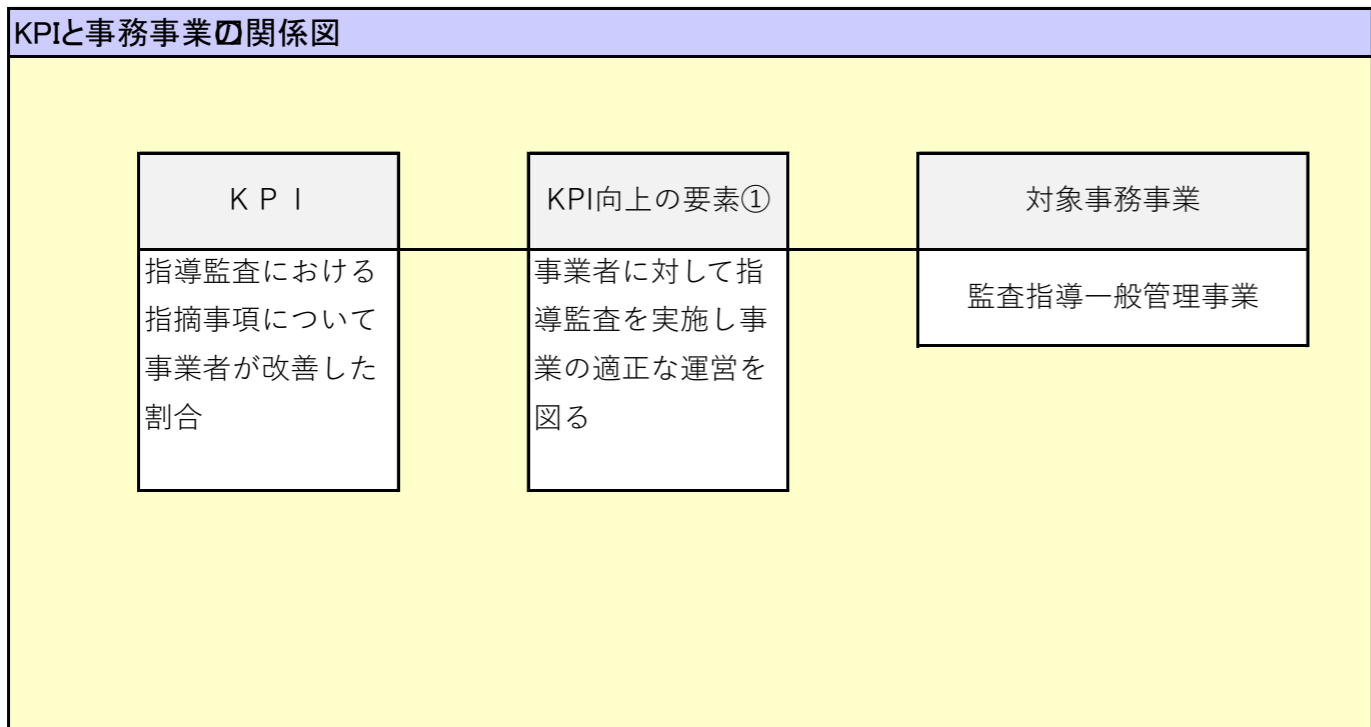 KPIと事務事業の関係図
ＫＰＩ
指導監査における
指摘事項について
事業者が改善した
割合
KPI向上の要素①
事業者に対して指
導監査を実施し事
業の適正な運営を
図る
対象事務事業
監査指導一般管理事業